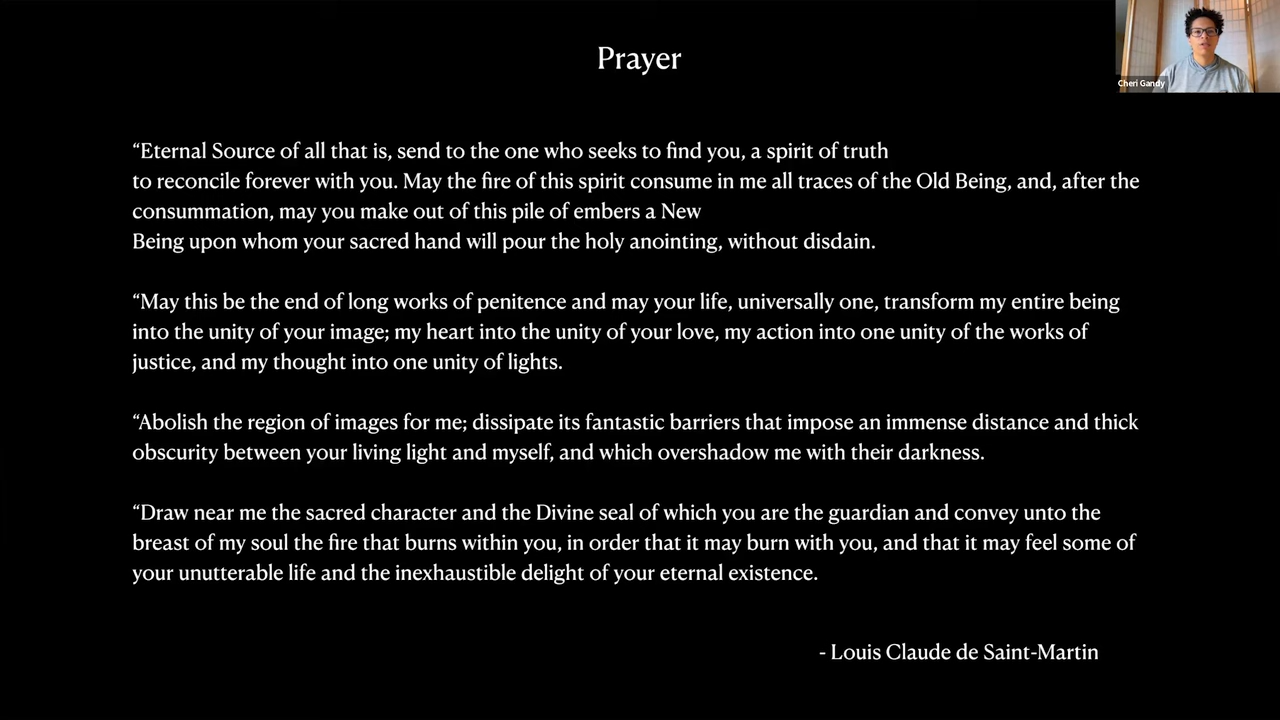 Prayer
Cheri Gandy
“Eternal Source of all that is, send to the one who seeks to find you, a spirit of truth
to reconcile forever with you. May the fire of this spirit consume in me all traces of the Old Being, and, after the
consummation, may you make out of this pile of embers a New
Being upon whom your sacred hand will pour the holy anointing, without disdain.
“May this be the end of long works of penitence and may your life, universally one, transform my entire being
into the unity of your image; my heart into the unity of your love, my action into one unity of the works of
justice, and my thought into one unity of lights.
“Abolish the region of images for me; dissipate its fantastic barriers that impose an immense distance and thick
obscurity between your living light and myself, and which overshadow me with their darkness.
“Draw near me the sacred character and the Divine seal of which you are the guardian and convey unto the
breast of my soul the fire that burns within you, in order that it may burn with you, and that it may feel some of
your unutterable life and the inexhaustible delight of your eternal existence.
- Louis Claude de Saint-Martin